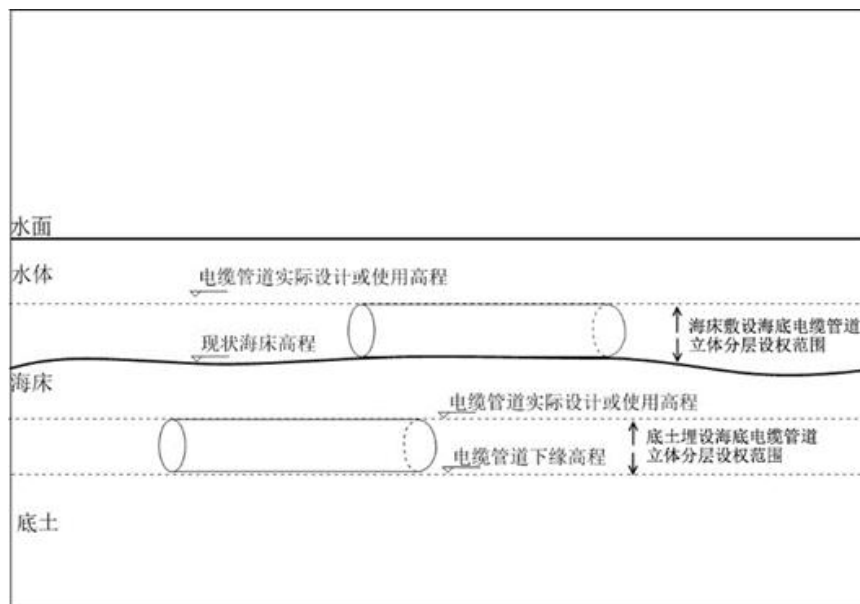 水面
水体
电缆管道实际设计或使用高程
海床敷设海底电缆管道
立体分层设权范围
现状海床高程
海床
电缆管道实际设计或使用高程
底土埋设海底电缆管道
立体分层设权范围
电缆管道下缘高程
底土